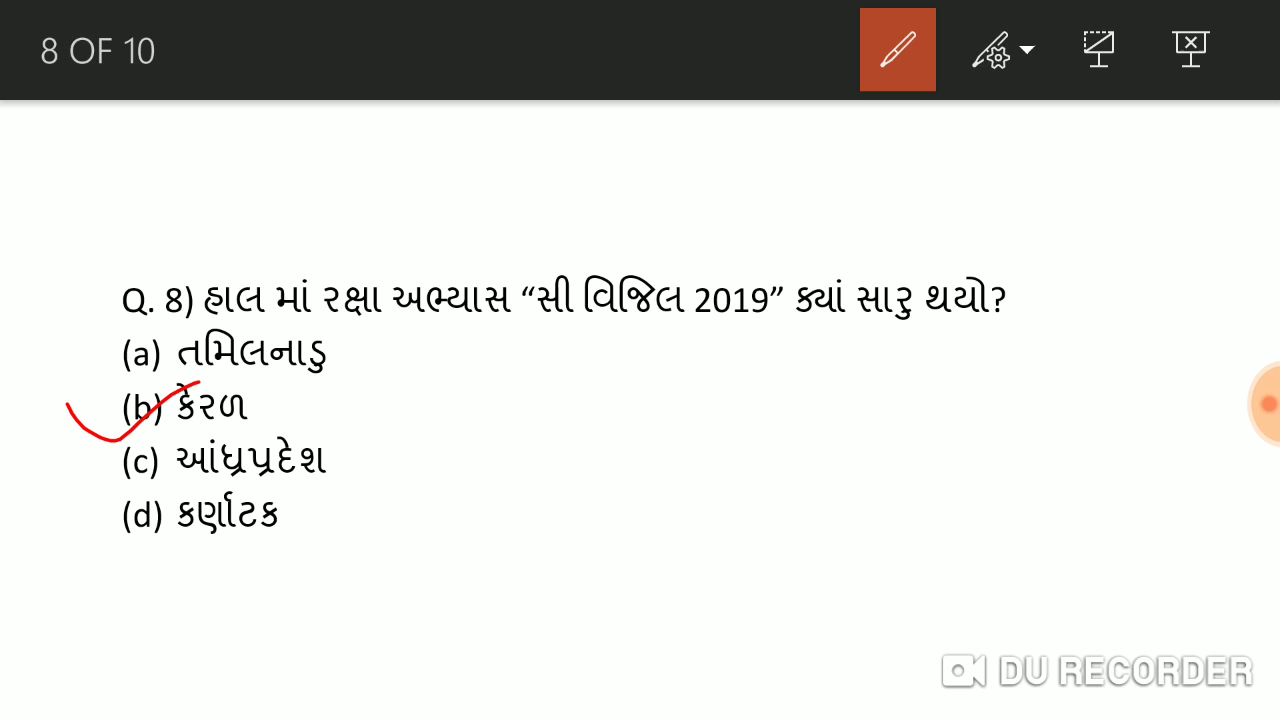 8 OF 10
Q. 8) હાલ માં રક્ષા અભ્યાસ “સી વિજિલ 2019” ક્યાં સારુ થયો?
(a) તમિલનાડુ
(b) કેરળ
(c) આંધ્રપ્રદેશ
(d) કર્ણાટક
DU RECORDER